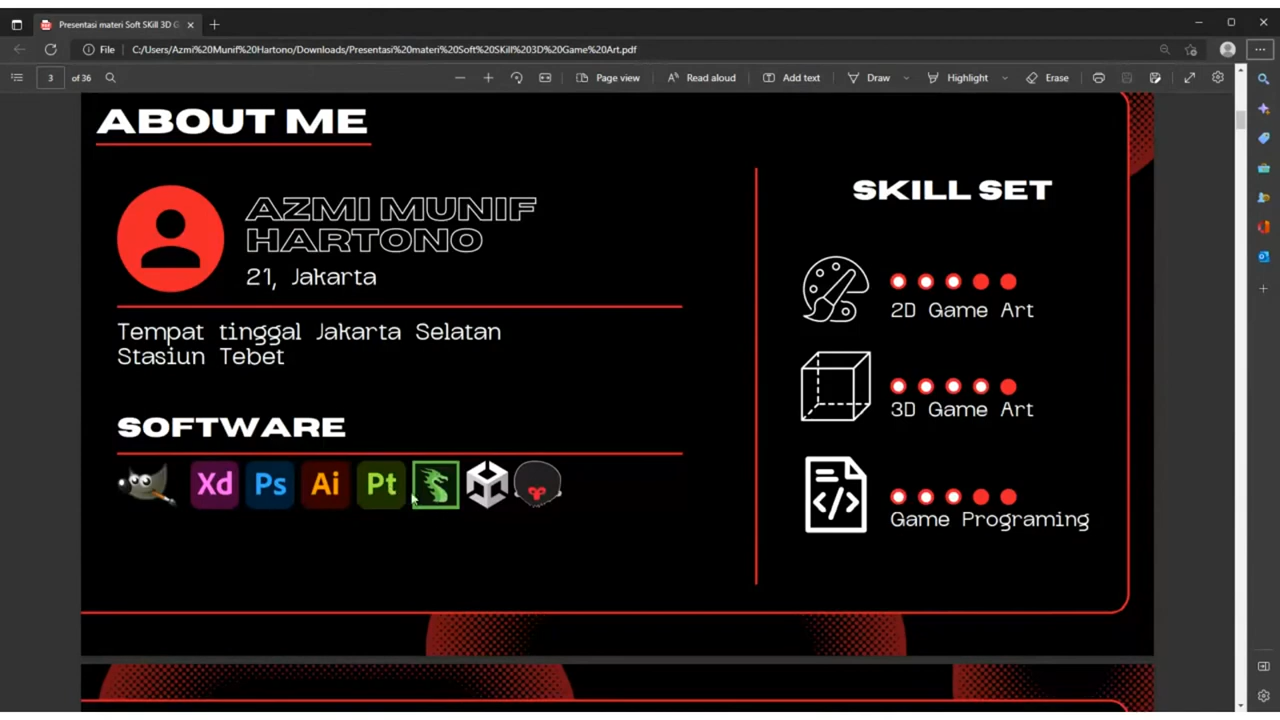 Presentasi materi Soft SKill 3D G
File
C:/Users/Azmi%20Munif%20Hartono/Downloads/Presentasi%20materi%20Soft%20SKill%203D%20Game%20Art.pdf
3 of 36
Page view
Read aloud
Add text
Draw
Highlight
Erase
ABOUT ME
AZMI MUNIF
HARTONO
21, Jakarta
Tempat tinggal Jakarta Selatan
Stasiun Tebet
SOFTWARE
Xd Ps Ai Pt
SKILL SET
2D Game Art
3D Game Art
Game Programing